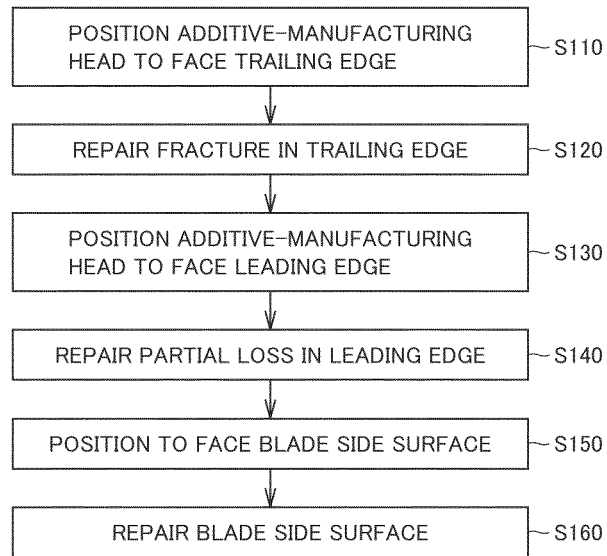 POSITION ADDITIVE-MANUFACTURING
HEAD TO FACE TRAILING EDGE
S110
REPAIR FRACTURE IN TRAILING EDGE
S120
POSITION ADDITIVE-MANUFACTURING
HEAD TO FACE LEADING EDGE
S130
REPAIR PARTIAL LOSS IN LEADING EDGE
S140
POSITION TO FACE BLADE SIDE SURFACE
S150
REPAIR BLADE SIDE SURFACE
S160